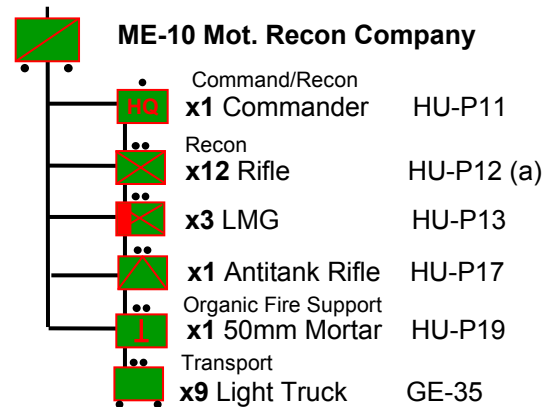 ME-10 Mot. Recon Company
Command/Recon
HQ x1 Commander HU-P11
Recon
x12 Rifle HU-P12 (a)
x3 LMG HU-P13
x1 Antitank Rifle HU-P17
Organic Fire Support
x1 50mm Mortar HU-P19
Transport
x9 Light Truck GE-35